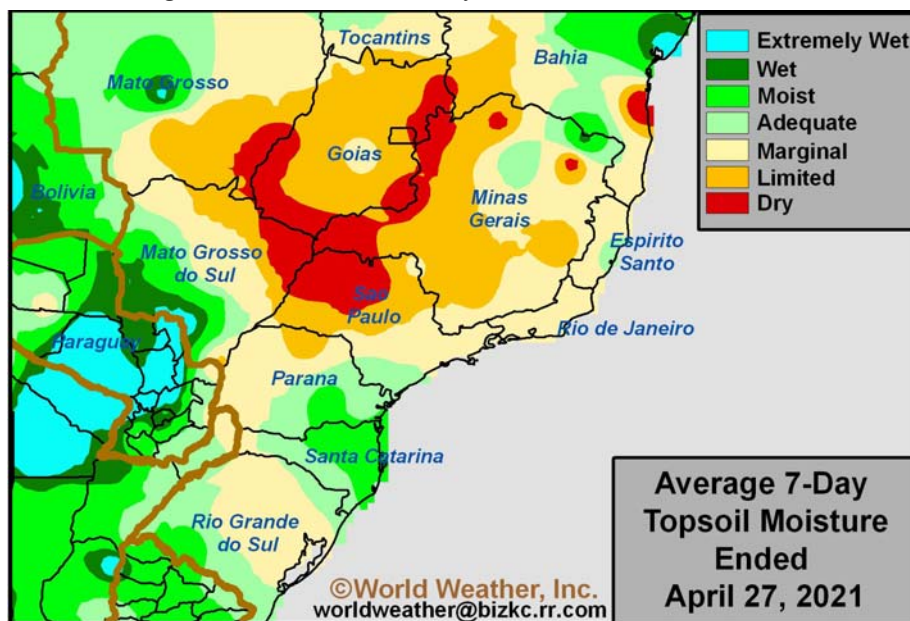 Tocantins
Bahia
Mato Grosso
Goias
Bolivia
Minas
Gerais
Mato Grosso
do Sul
Espirito
Santo
Sao
Paulo
Rio de Janeiro
Paraguay
Parana
Santa Catarina
Rio Grande
do Sul
Extremely Wet
Wet
Moist
Adequate
Marginal
Limited
Dry
Average 7-Day
Topsoil Moisture
Ended
April 27, 2021
©World Weather, Inc.
worldweather@bizkc.rr.com